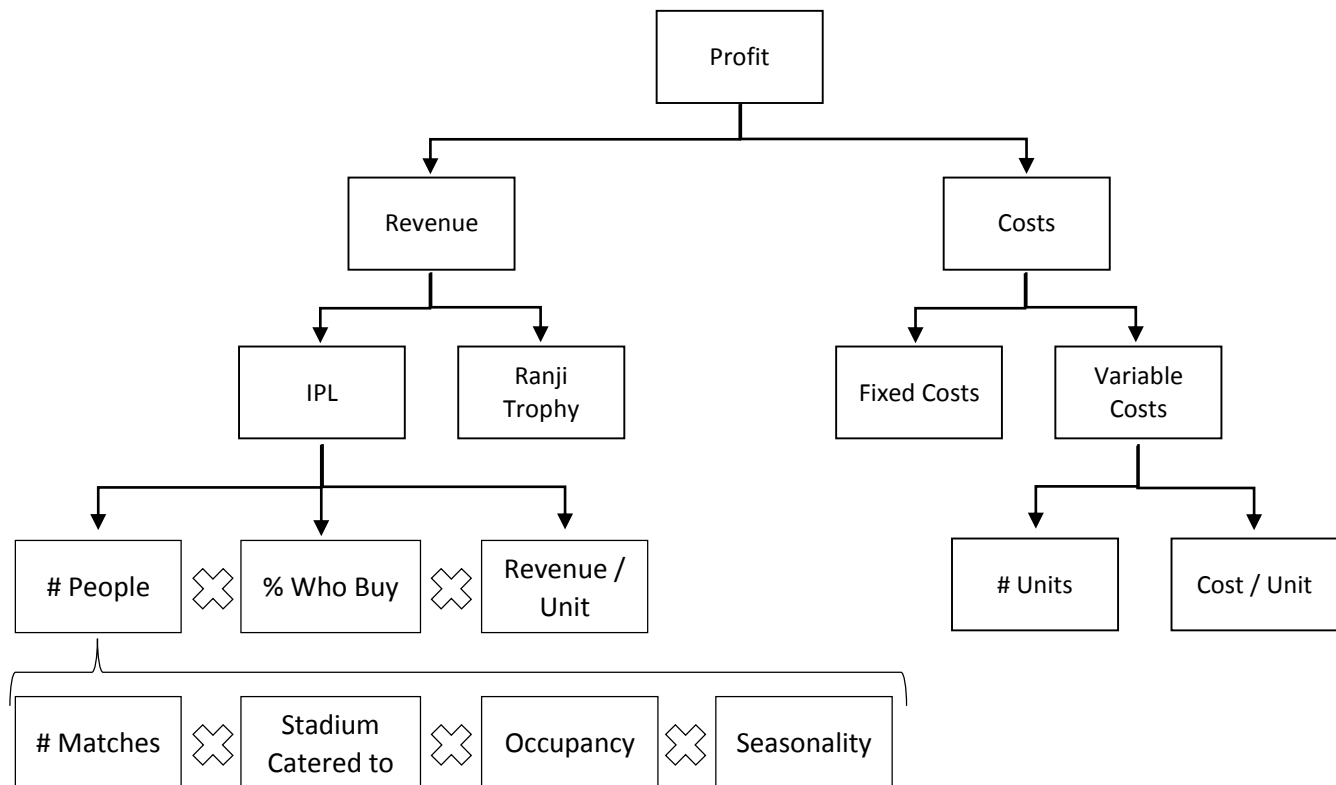 Profit
Revenue
Costs
IPL
Ranji
Trophy
Fixed Costs
Variable
Costs
# People
% Who Buy
Revenue /
Unit
# Units
Cost / Unit
# Matches
Stadium
Catered to
Occupancy
Seasonality